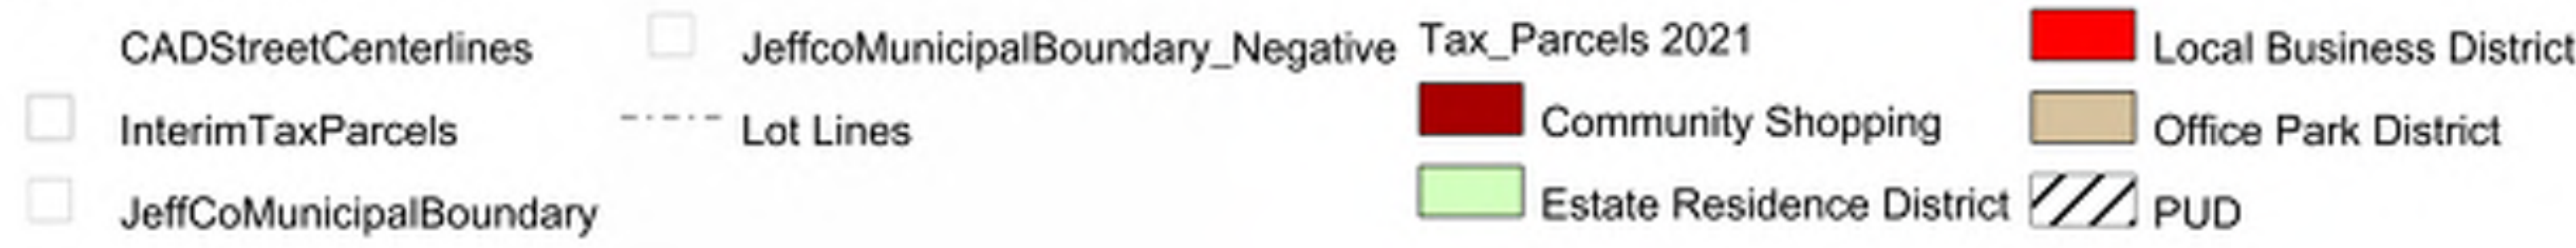 CADStreetCenterlines
InterimTaxParcels
JeffCoMunicipalBoundary
JeffcoMunicipalBoundary_Negative
Lot Lines
Tax_Parcels 2021
Community Shopping
Estate Residence District
Local Business District
Office Park District
PUD